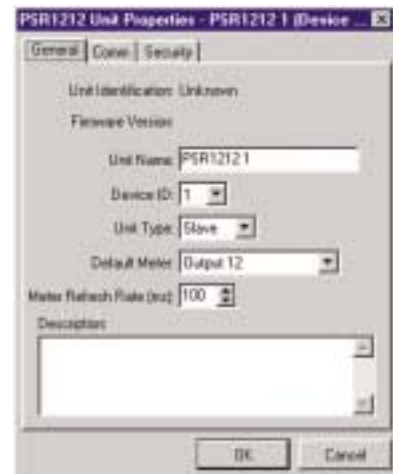 PSR1212 Unit Properties - PSR1212 1 (Device ...
General Comm Security
Unit Identification: Unknown
Firmware Version:
Unit Name: PSR1212 1
Device ID: 1
Unit Type: Slave
Default Meter: Output 12
Meter Refresh Rate (ms): 100
Description:
OK Cancel